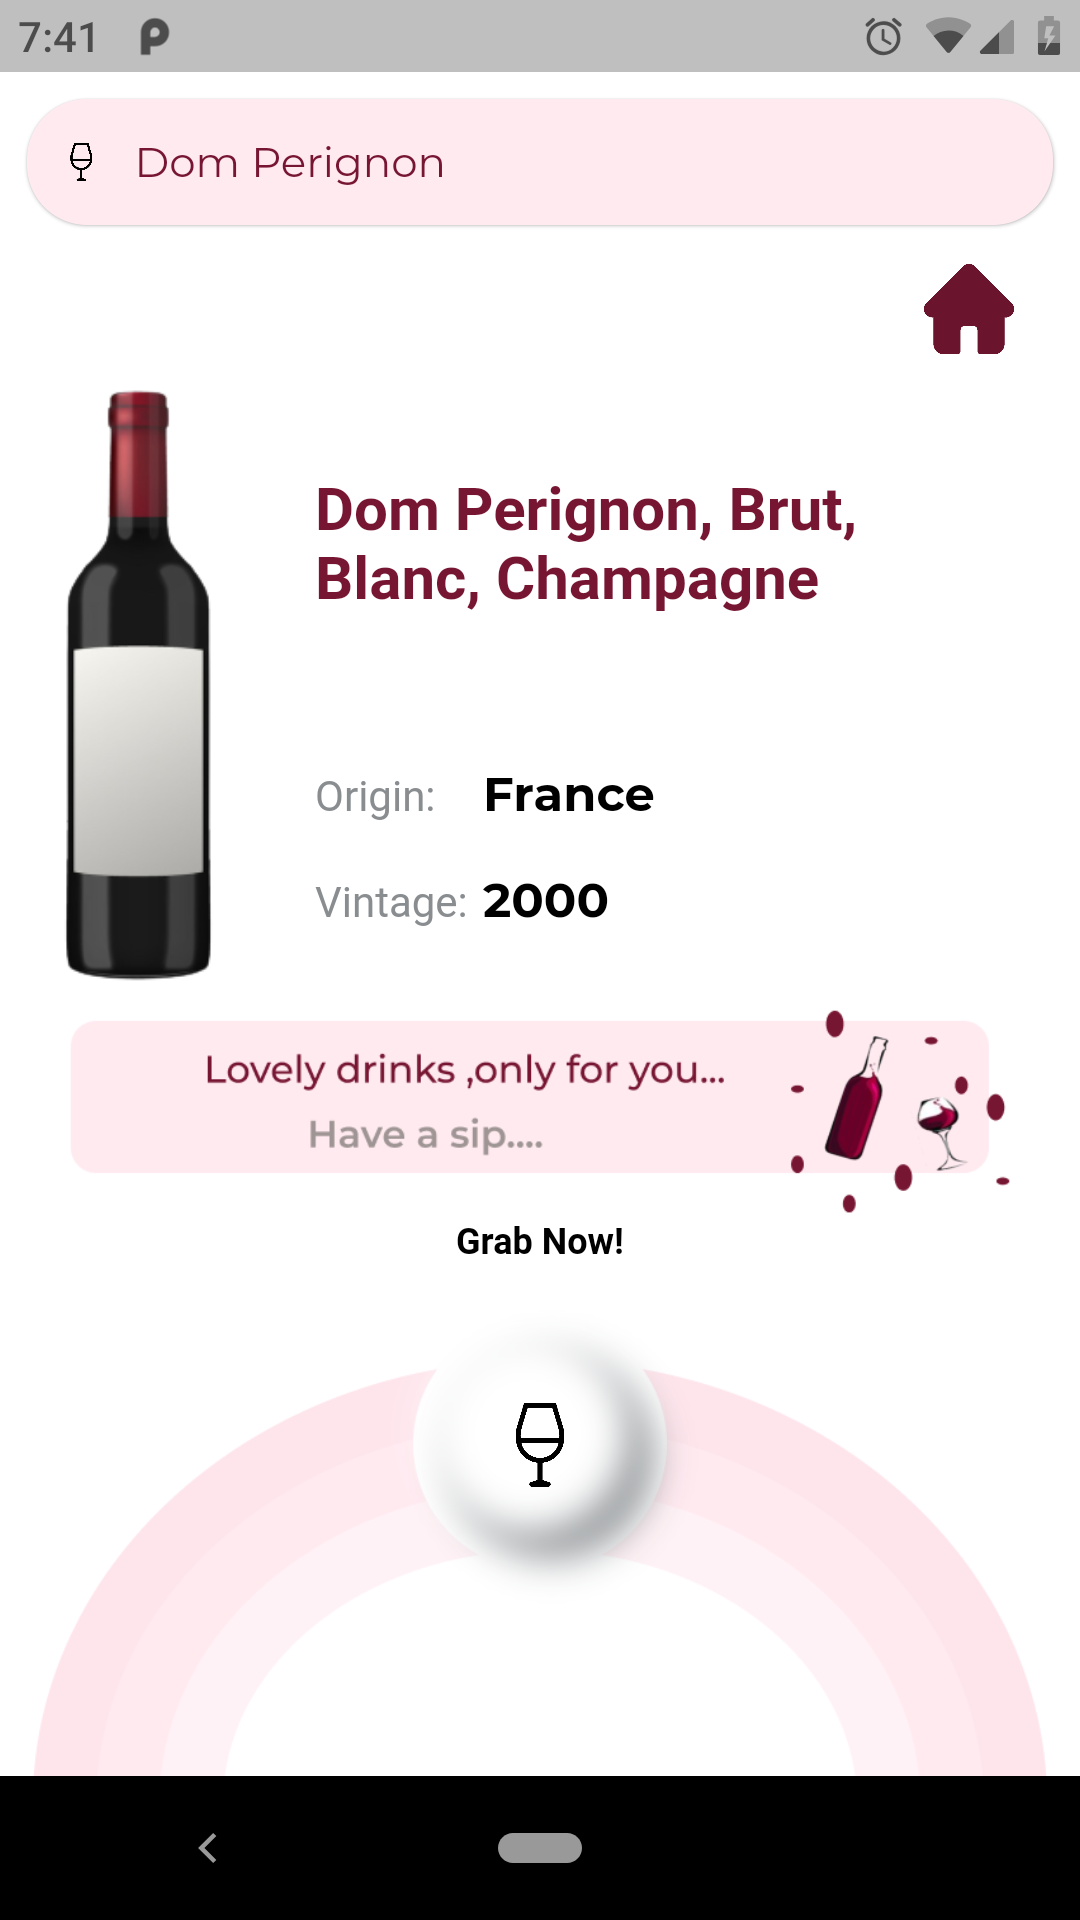 7:41
Dom Perignon
Dom Perignon, Brut,
Blanc, Champagne
Origin: France
Vintage: 2000
Lovely drinks ,only for you...
Have a sip....
Grab Now!